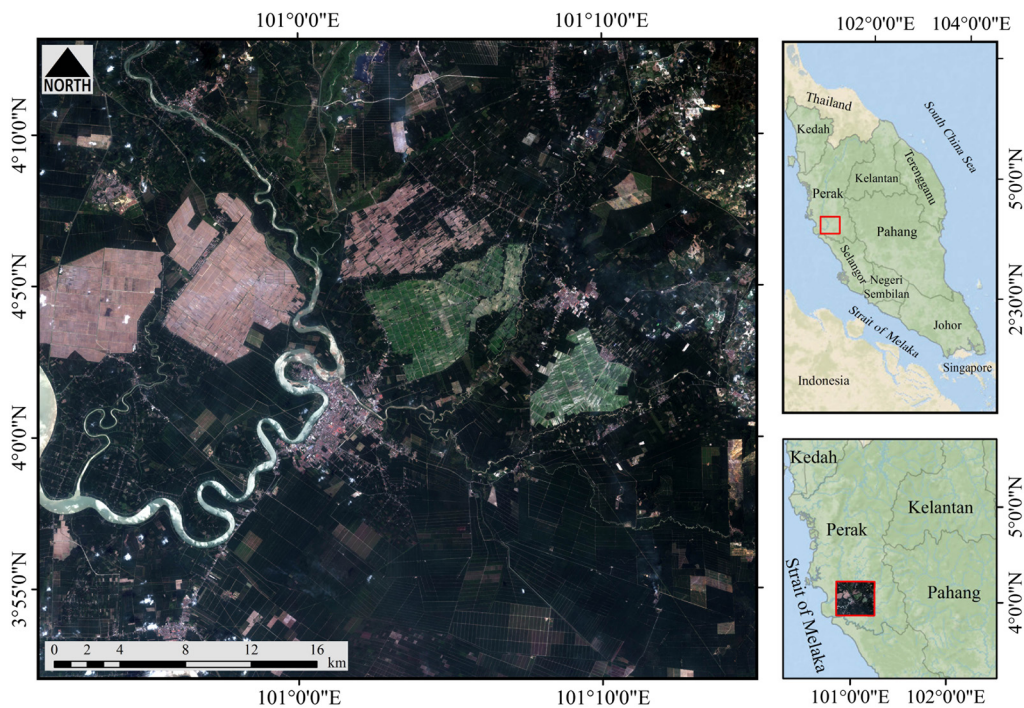 101°0'0"E
101°10'0"E
NORTH
4°10'0"N
4°5'0"N
4°0'0"N
3°55'0"N
0 2 4 8 12 16
km
101°0'0"E
101°10'0"E
102°0'0"E
104°0'0"E
Thailand
South China Sea
Kedah
Terengganu
Kelantan
Perak
Pahang
Selangor
Negeri
Sembilan
Strait of Melaka
Johor
Singapore
Indonesia
5°0'0"N
2°30'0"N
Kedah
Kelantan
Perak
Pahang
Strait of Melaka
5°0'0"N
4°0'0"N
101°0'0"E
102°0'0"E